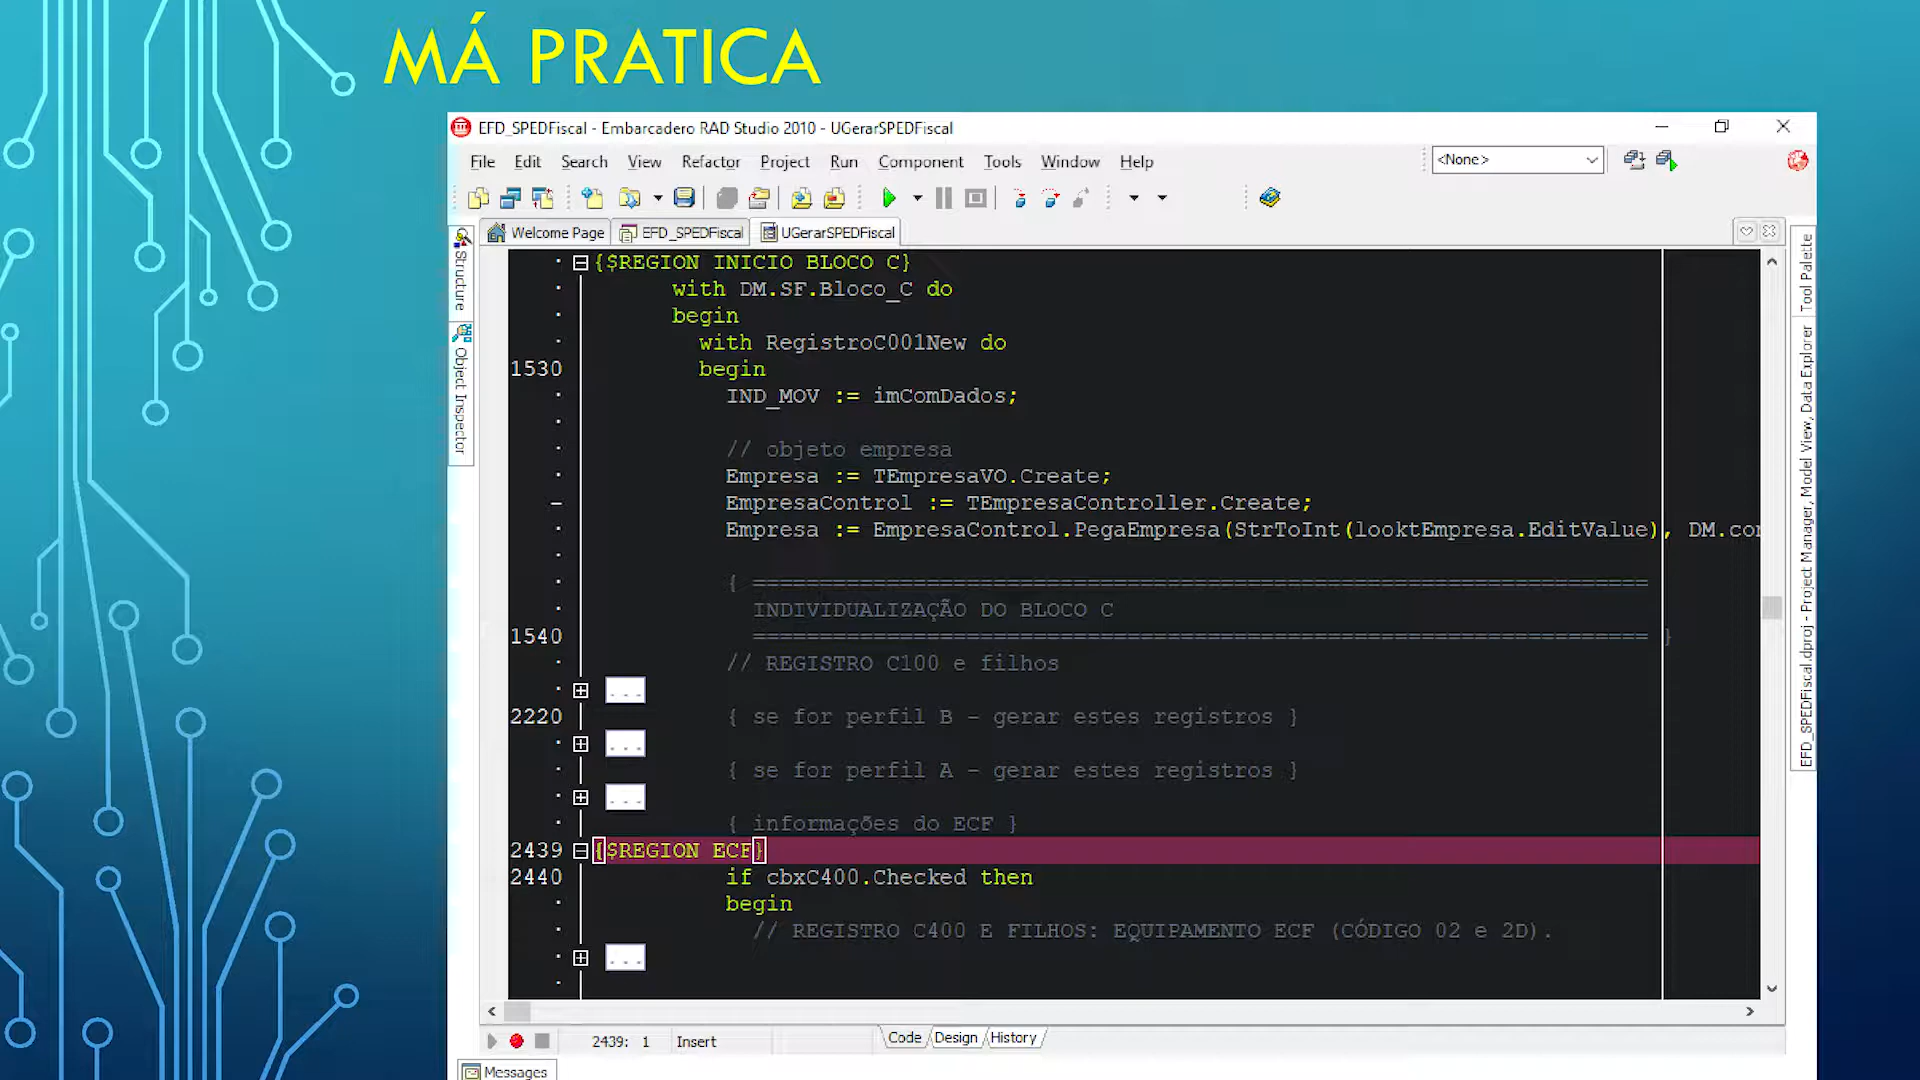 MÁ PRATICA
EFD_SPEDFiscal - Embarcadero RAD Studio 2010 - UGerarSPEDFiscal
File Edit Search View Refactor Project Run Component Tools Window Help
<None>
Welcome Page EFD_SPEDFiscal UGerarSPEDFiscal
Structure
Object Inspector
Tool Palette
EFD_SPEDFiscal.dproj - Project Manager, Model View, Data Explorer
{$REGION INICIO BLOCO C}
with DM.SF.Bloco_C do
begin
with RegistroC001New do
1530 begin
IND_MOV := imComDados;
// objeto empresa
Empresa := TEmpresaVO.Create;
EmpresaControl := TEmpresaController.Create;
Empresa := EmpresaControl.PegaEmpresa(StrToInt(looktEmpresa.EditValue), DM.con
{ ===================================================================
INDIVIDUALIZAÇÃO DO BLOCO C
1540 =================================================================== }
// REGISTRO C100 e filhos
...
2220 { se for perfil B - gerar estes registros }
...
{ se for perfil A - gerar estes registros }
...
{ informações do ECF }
2439 {$REGION ECF}
2440 if cbxC400.Checked then
begin
// REGISTRO C400 E FILHOS: EQUIPAMENTO ECF (CÓDIGO 02 e 2D).
...
2439: 1 Insert Code Design History
Messages